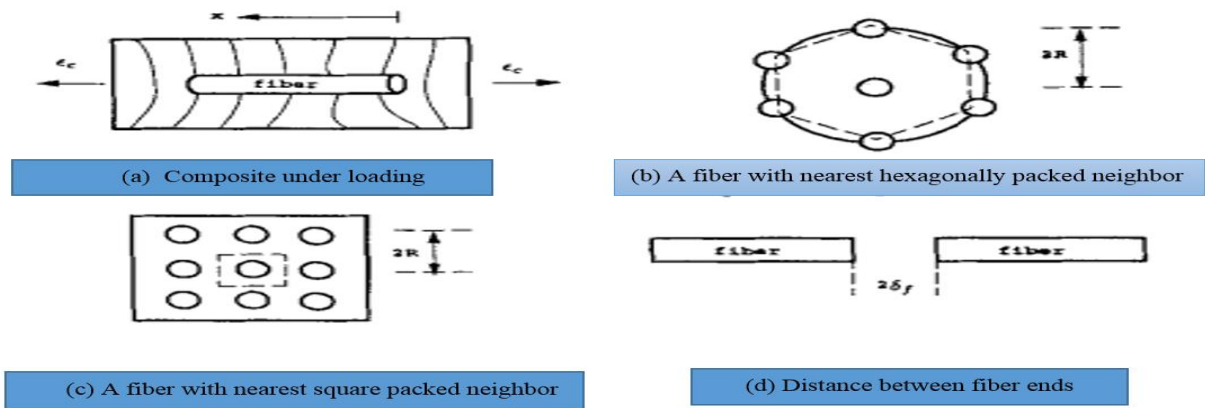 x
ϵc
ϵc
fiber
2R
(a) Composite under loading
(b) A fiber with nearest hexagonally packed neighbor
2R
fiber
fiber
2δf
(c) A fiber with nearest square packed neighbor
(d) Distance between fiber ends